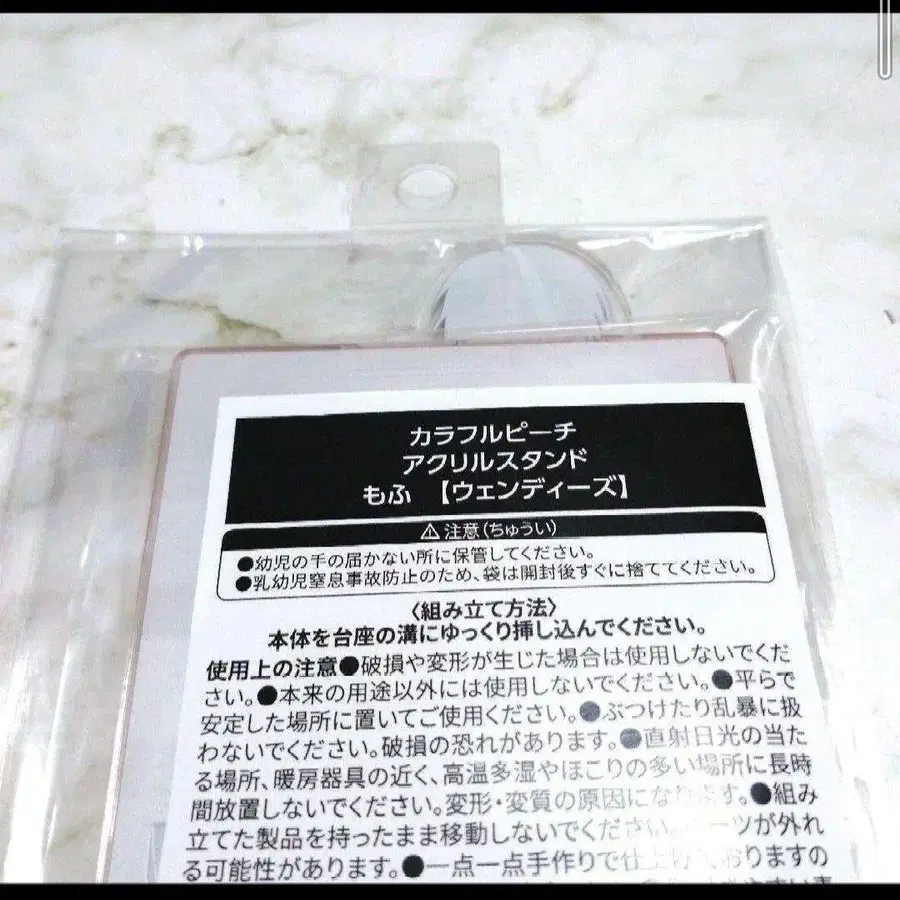 カラフルピーチ
アクリルスタンド
もふ 【ウェンディーズ】
⚠注意(ちゅうい)
●幼児の手の届かない所に保管してください。
●乳幼児窒息事故防止のため、袋は開封後すぐに捨ててください。
〈組み立て方法〉
本体を台座の溝にゆっくり挿し込んでください。
使用上の注意●破損や変形が生じた場合は使用しないでくだ
さい。●本来の用途以外には使用しないでください。●平らで
安定した場所に置いてご使用ください。●ぶつけたり乱暴に扱
わないでください。破損の恐れがあります。●直射日光の当た
る場所、暖房器具の近く、高温多湿やほこりの多い場所に長時
間放置しないでください。変形・変質の原因になります。●組み
立てた製品を持ったまま移動しないでください。パーツが外れ
る可能性があります。●一点一点手作りで仕上げておりますの